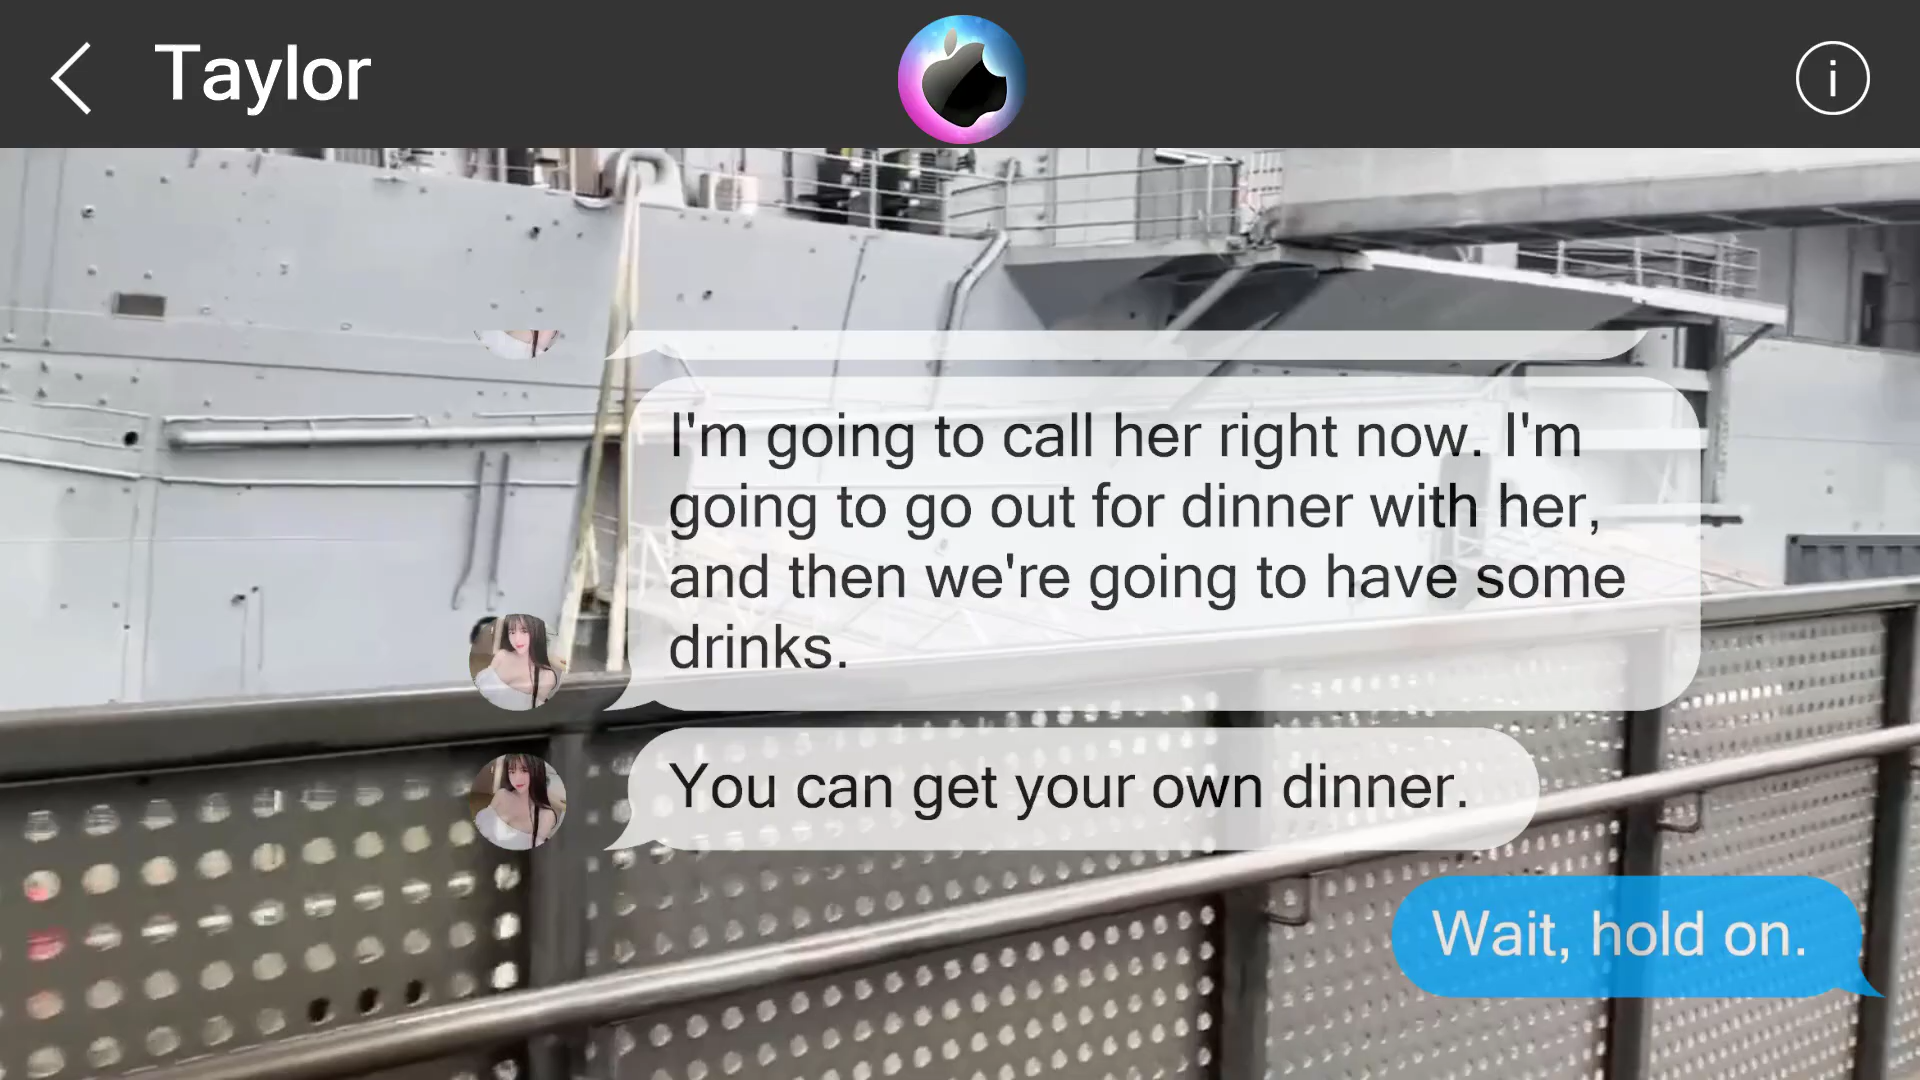 Taylor
i
I'm going to call her right now. I'm
going to go out for dinner with her,
and then we're going to have some
drinks.
You can get your own dinner.
Wait, hold on.